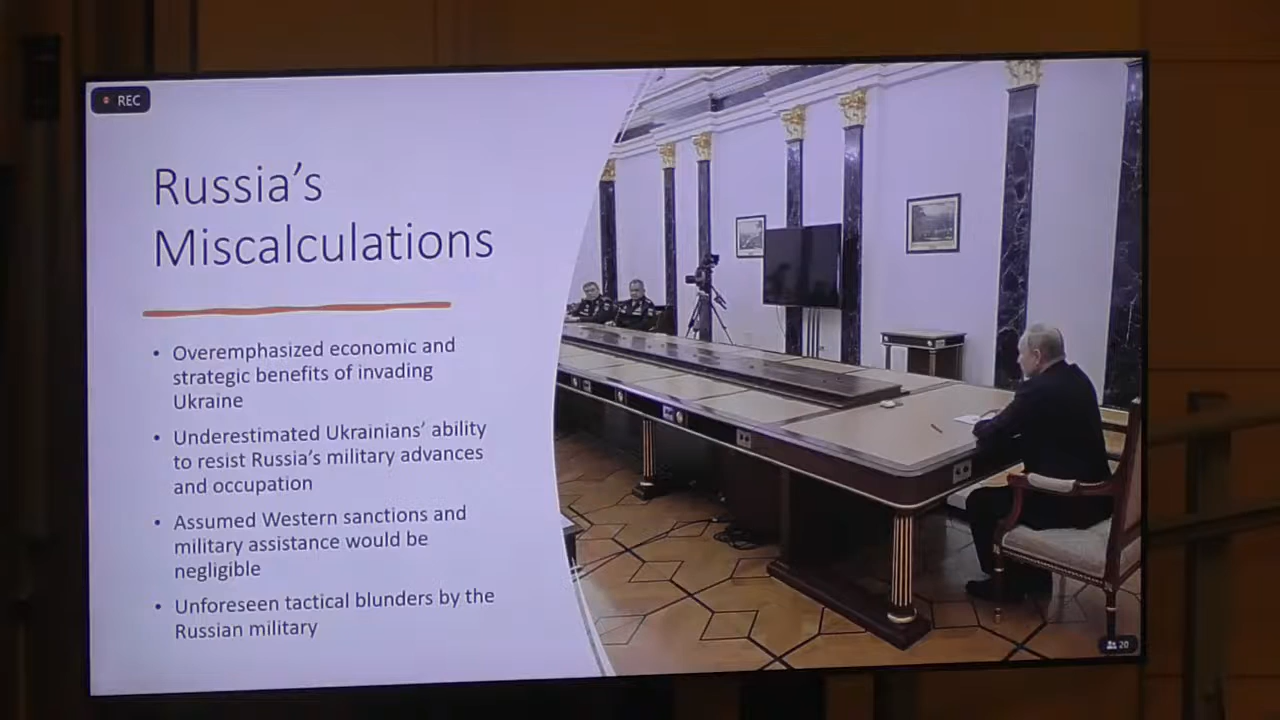 REC
Russia's
Miscalculations
• Overemphasized economic and
strategic benefits of invading
Ukraine
• Underestimated Ukrainians' ability
to resist Russia's military advances
and occupation
• Assumed Western sanctions and
military assistance would be
negligible
• Unforeseen tactical blunders by the
Russian military
20